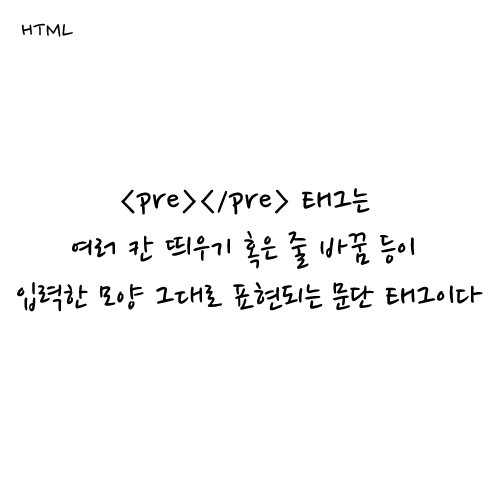 HTML
<pre></pre> 태그는
여러 칸 띄우기 혹은 줄 바꿈 등이
입력한 모양 그대로 표현되는 문단 태그이다